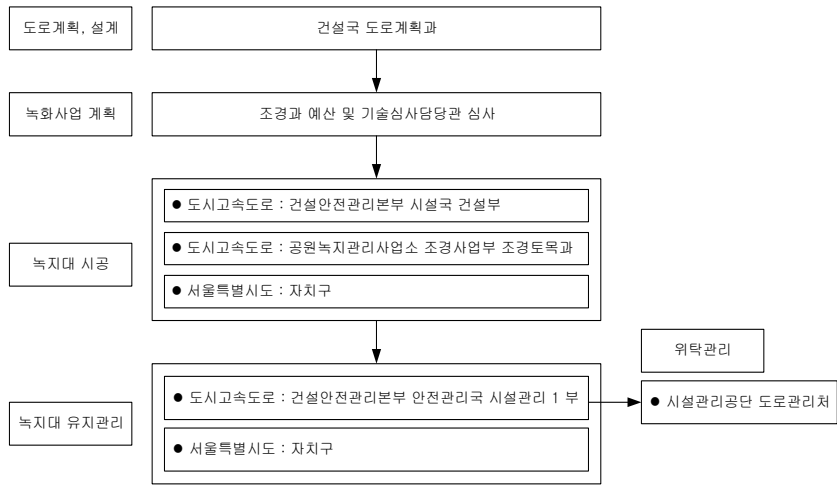 도로계획, 설계
건설국 도로계획과
녹화사업 계획
조경과 예산 및 기술심사담당관 심사
녹지대 시공
● 도시고속도로 : 건설안전관리본부 시설국 건설부
● 도시고속도로 : 공원녹지관리사업소 조경사업부 조경토목과
● 서울특별시도 : 자치구
녹지대 유지관리
● 도시고속도로 : 건설안전관리본부 안전관리국 시설관리 1 부
● 서울특별시도 : 자치구
위탁관리
● 시설관리공단 도로관리처